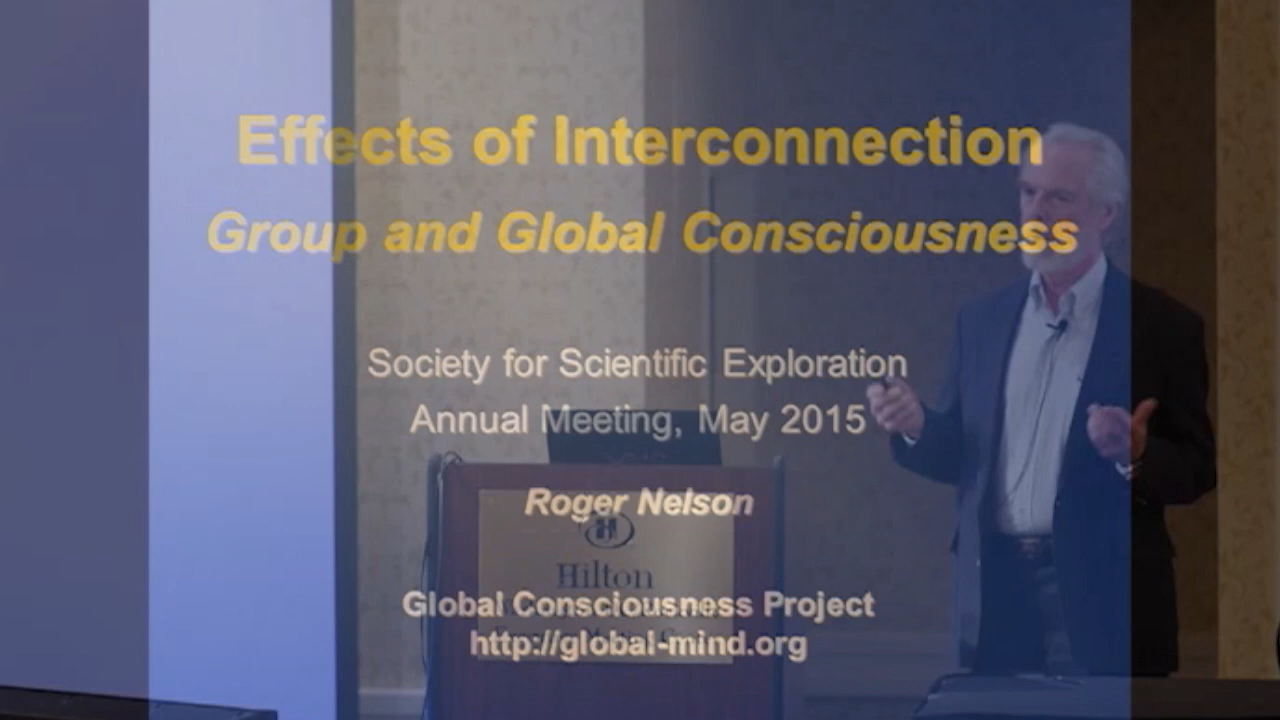 Effects of Interconnection
Group and Global Consciousness
Society for Scientific Exploration
Annual Meeting, May 2015
Roger Nelson
Hilton
Global Consciousness Project
http://global-mind.org